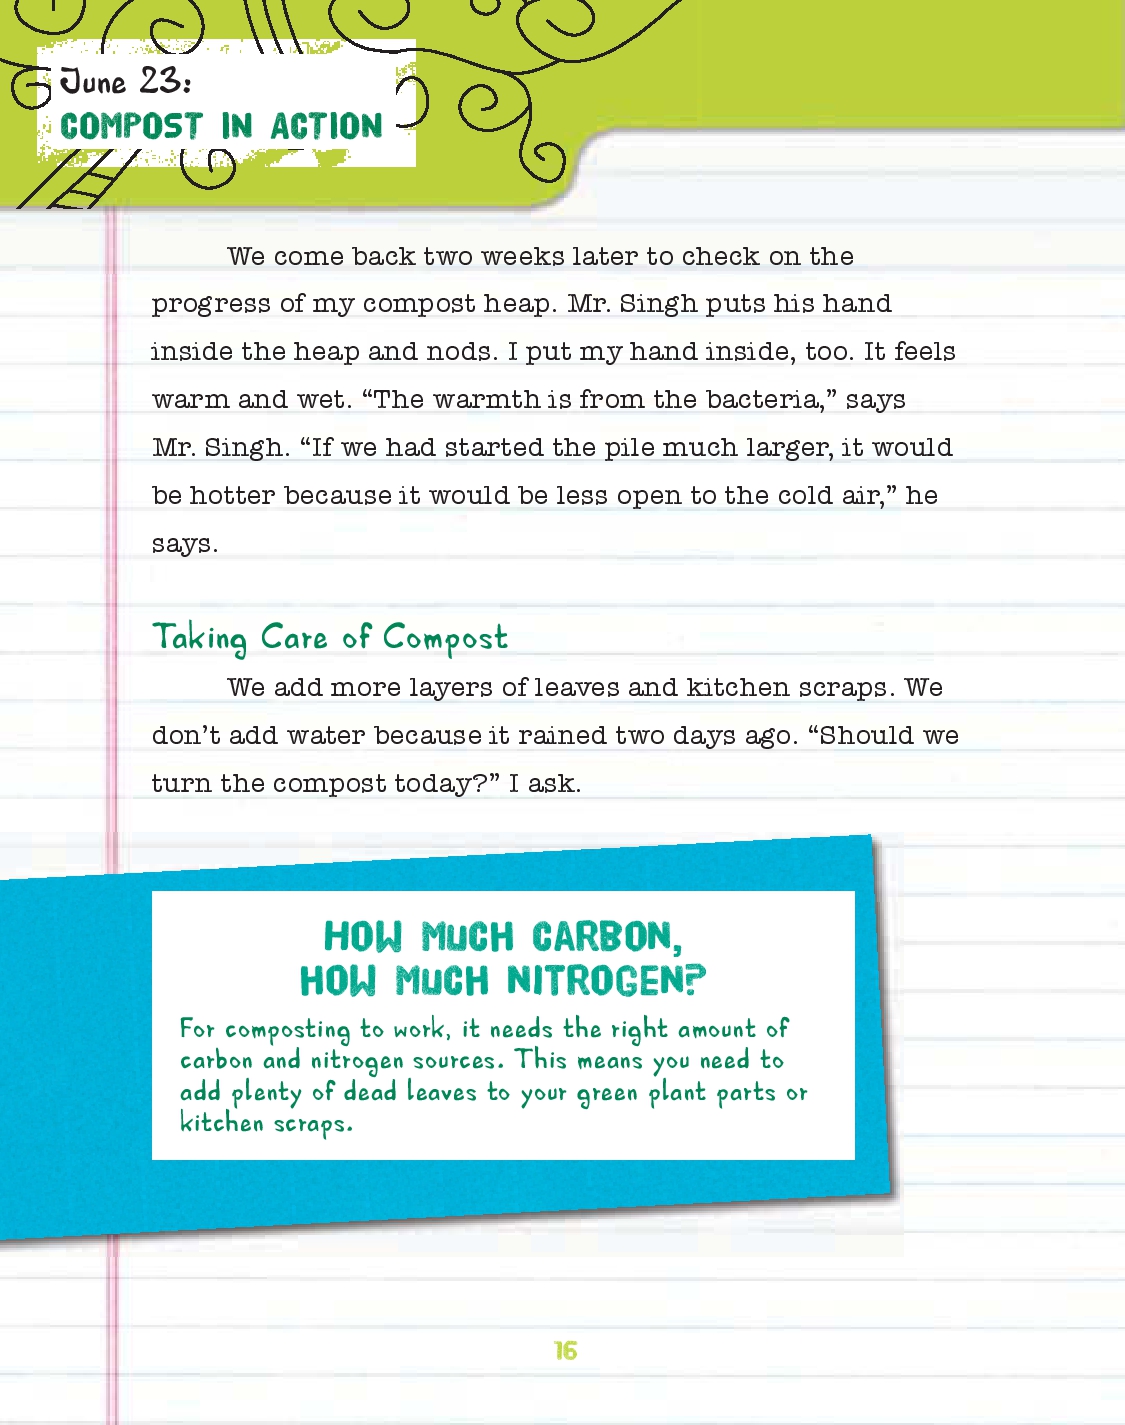 June 23:
COMPOST IN ACTION
We come back two weeks later to check on the
progress of my compost heap. Mr. Singh puts his hand
inside the heap and nods. I put my hand inside, too. It feels
warm and wet. “The warmth is from the bacteria,” says
Mr. Singh. “If we had started the pile much larger, it would
be hotter because it would be less open to the cold air,” he
says.
Taking Care of Compost
We add more layers of leaves and kitchen scraps. We
don’t add water because it rained two days ago. “Should we
turn the compost today?” I ask.
HOW MUCH CARBON,
HOW MUCH NITROGEN?
For composting to work, it needs the right amount of
carbon and nitrogen sources. This means you need to
add plenty of dead leaves to your green plant parts or
kitchen scraps.
16